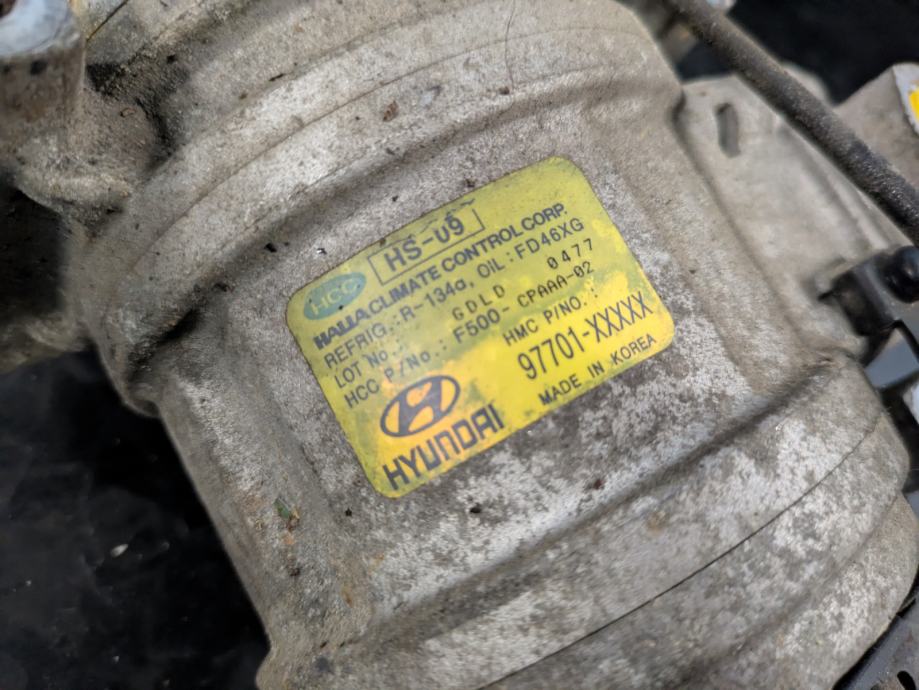 HCC HS-09
HALLA CLIMATE CONTROL CORP.
REFRIG.: R-134a, OIL: FD46XG
LOT No.: GDLD 0477
HCC P/No.: F500-CPAAA-02
HMC P/NO.:
97701-XXXXX
HYUNDAI
MADE IN KOREA